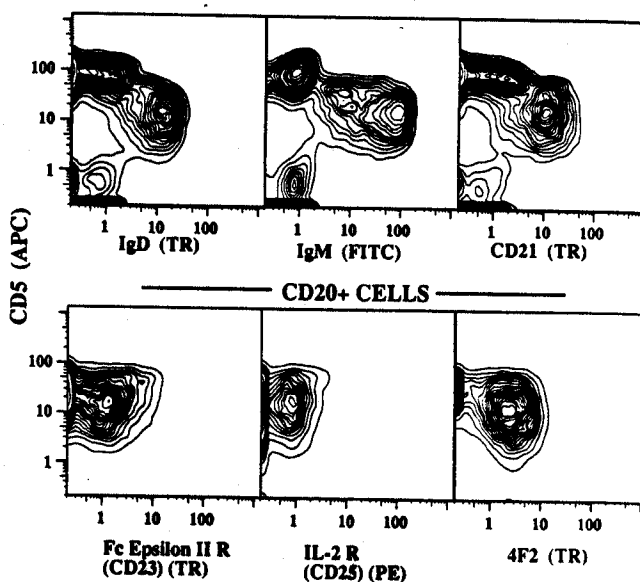 100
10
1
1 10 100
1 10 100
1 10 100
IgD (TR)
IgM (FITC)
CD21 (TR)
CD5 (APC)
CD20+ CELLS
100
10
1
1 10 100
1 10 100
1 10 100
Fc Epsilon II R
(CD23) (TR)
IL-2 R
(CD25) (PE)
4F2 (TR)